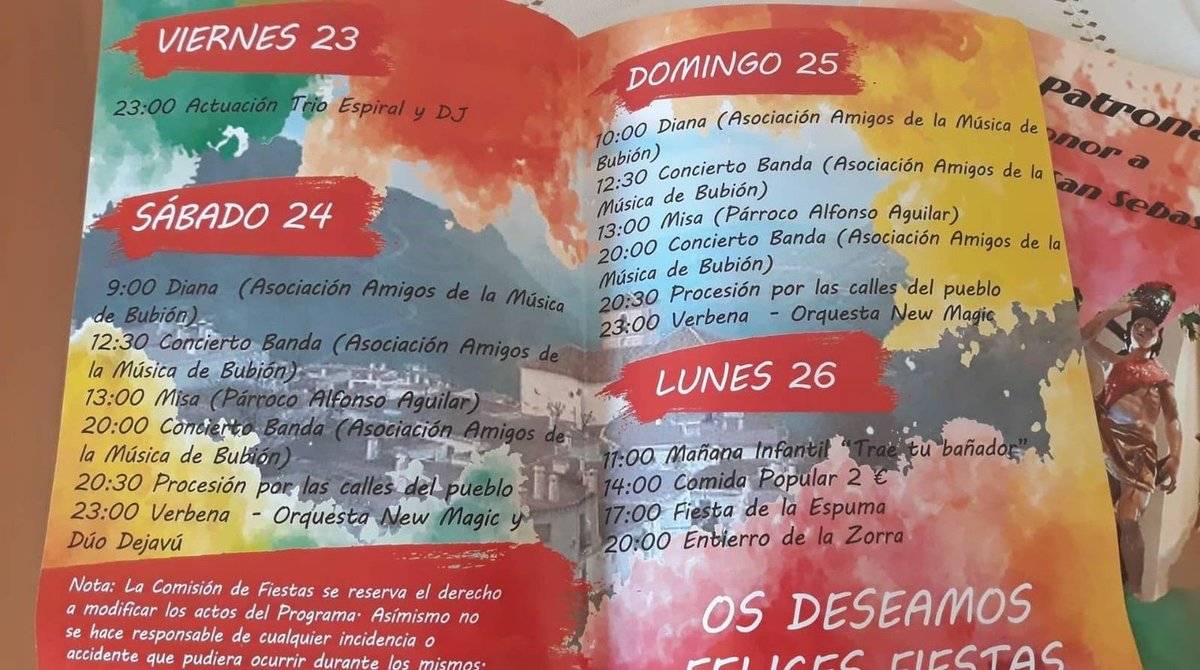 VIERNES 23
23:00 Actuación Trio Espiral y DJ
SÁBADO 24
9:00 Diana (Asociación Amigos de la Música
de Bubión)
12:30 Concierto Banda (Asociación Amigos de
la Música de Bubión)
13:00 Misa (Párroco Alfonso Aguilar)
20:00 Concierto Banda (Asociación Amigos de
la Música de Bubión)
20:30 Procesión por las calles del pueblo
23:00 Verbena - Orquesta New Magic y
Dúo Dejavú
Nota: La Comisión de Fiestas se reserva el derecho
a modificar los actos del Programa. Asímismo no
se hace responsable de cualquier incidencia o
accidente que pudiera ocurrir durante los mismos.
DOMINGO 25
10:00 Diana (Asociación Amigos de la Música de
Bubión)
12:30 Concierto Banda (Asociación Amigos de la
Música de Bubión)
13:00 Misa (Párroco Alfonso Aguilar)
20:00 Concierto Banda (Asociación Amigos de la
Música de Bubión)
20:30 Procesión por las calles del pueblo
23:00 Verbena - Orquesta New Magic
LUNES 26
11:00 Mañana Infantil "Trae tu bañador"
14:00 Comida Popular 2 €
17:00 Fiesta de la Espuma
20:00 Entierro de la Zorra
OS DESEAMOS
FELICES FIESTAS
Patron
onor a
San Sebas